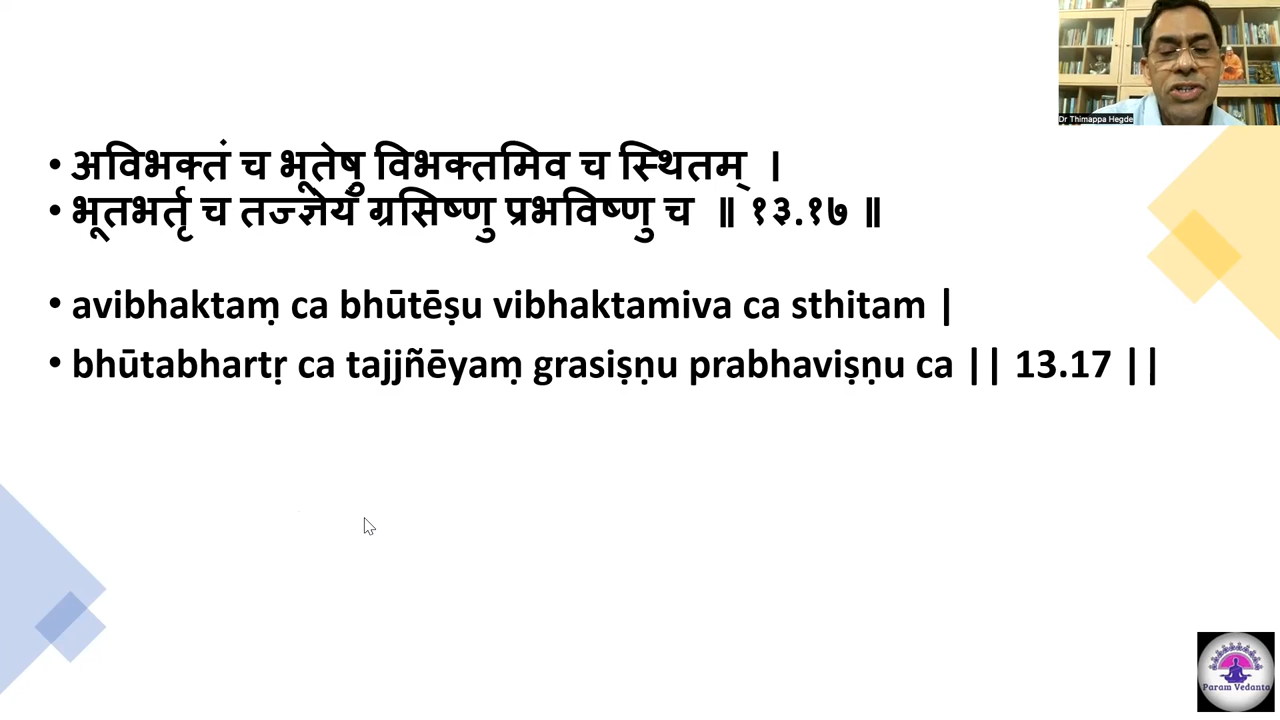 Dr Thimappa Hegde
• अविभक्तं च भूतेषु विभक्तमिव च स्थितम् ।
• भूतभर्तृ च तज्ज्ञेयं ग्रसिष्णु प्रभविष्णु च ॥ १३.१७ ॥
• avibhaktaṃ ca bhūtēṣu vibhaktamiva ca sthitam |
• bhūtabhartṛ ca tajjñēyaṃ grasiṣṇu prabhaviṣṇu ca || 13.17 ||
Param Vedanta